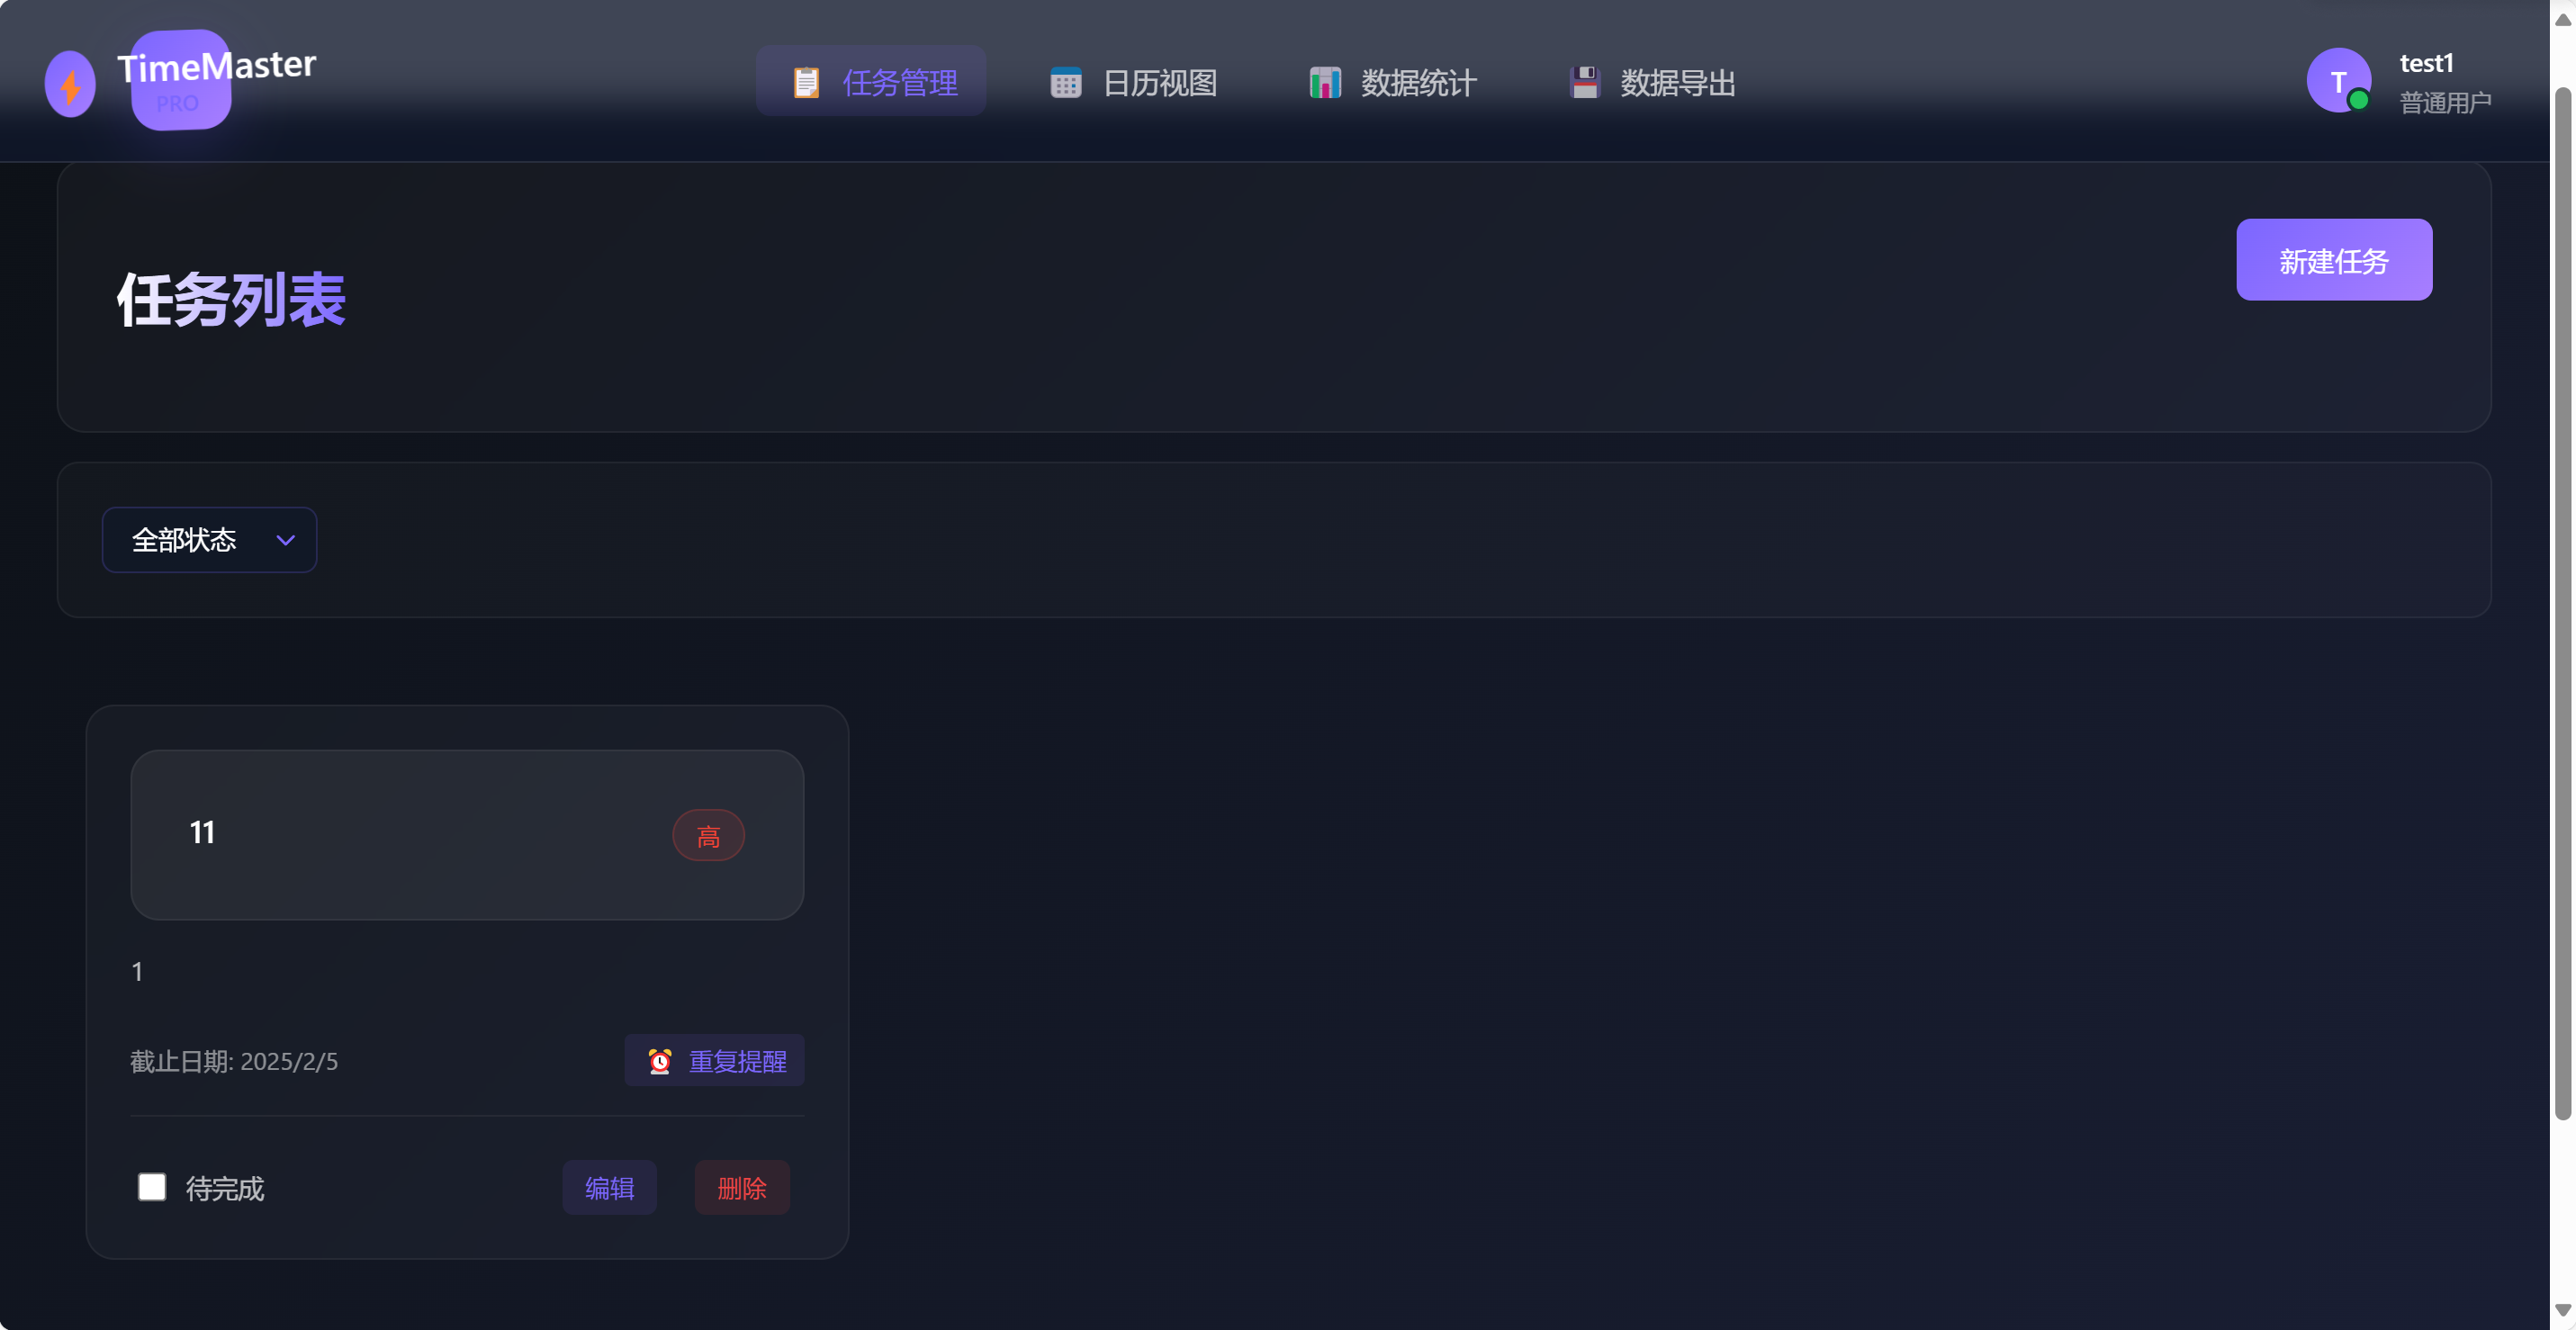 TimeMaster
PRO
任务管理
日历视图
数据统计
数据导出
T
test1
普通用户
任务列表
新建任务
全部状态
11
高
1
截止日期: 2025/2/5
重复提醒
待完成
编辑
删除